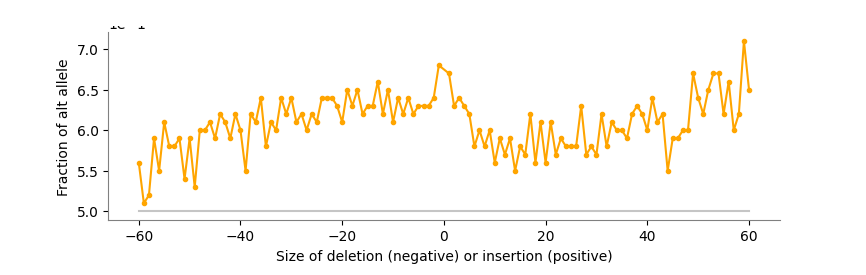 7.0
6.5
6.0
5.5
5.0
Fraction of alt allele
−60 −40 −20 0 20 40 60
Size of deletion (negative) or insertion (positive)